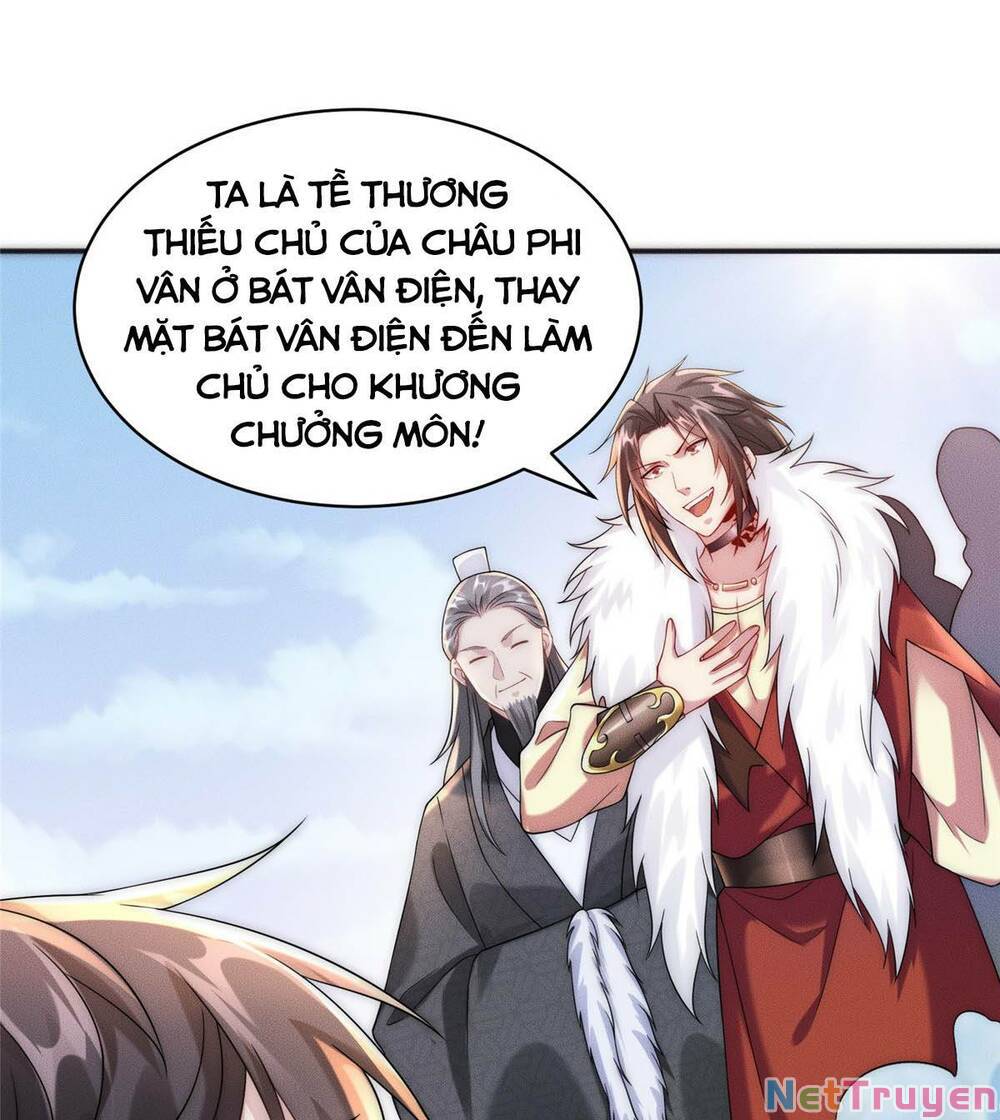 TA LÀ TỀ THƯƠNG
THIẾU CHỦ CỦA CHÂU PHI
VÂN Ở BÁT VÂN ĐIỆN, THAY
MẶT BÁT VÂN ĐIỆN ĐẾN LÀM
CHỦ CHO KHƯƠNG
CHƯỞNG MÔN!
NetTruyen